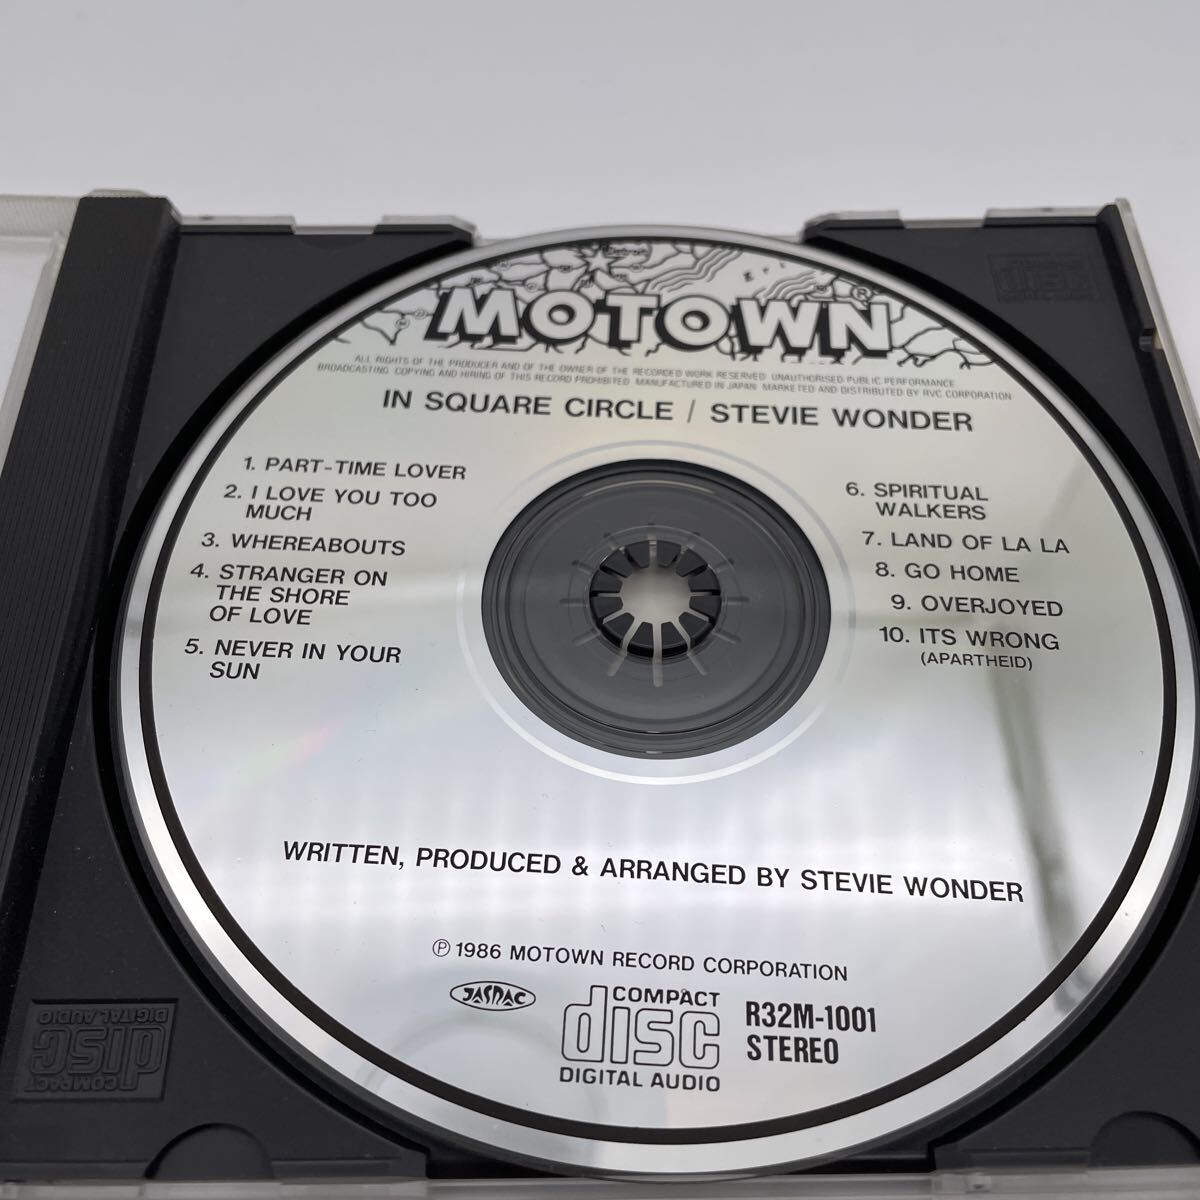 Detroit
MOTOWN
®
ALL RIGHTS OF THE PRODUCER AND OF THE OWNER OF THE RECORDED WORK RESERVED UNAUTHORISED PUBLIC PERFORMANCE
BROADCASTING COPYING AND HIRING OF THIS RECORD PROHIBITED MANUFACTURED IN JAPAN MARKETED AND DISTRIBUTED BY RVC CORPORATION
IN SQUARE CIRCLE / STEVIE WONDER
1. PART-TIME LOVER
2. I LOVE YOU TOO
MUCH
3. WHEREABOUTS
4. STRANGER ON
THE SHORE
OF LOVE
5. NEVER IN YOUR
SUN
6. SPIRITUAL
WALKERS
7. LAND OF LA LA
8. GO HOME
9. OVERJOYED
10. ITS WRONG
(APARTHEID)
WRITTEN, PRODUCED & ARRANGED BY STEVIE WONDER
Ⓟ 1986 MOTOWN RECORD CORPORATION
JASRAC
COMPACT
disc
DIGITAL AUDIO
R32M-1001
STEREO
COMPACT
disc
DIGITAL AUDIO